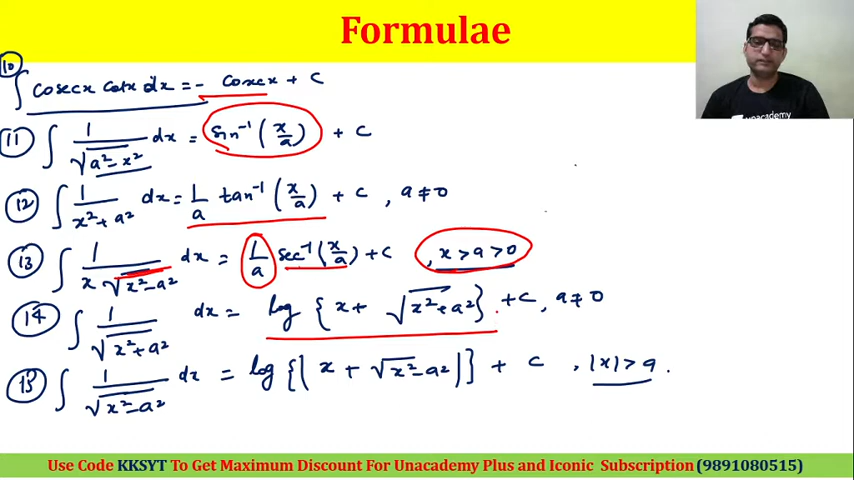 Formulae
10 ∫ cosecx cotx dx = - cosecx + c
11 ∫ 1/√(a²-x²) dx = sin⁻¹(x/a) + c
12 ∫ 1/(x²+a²) dx = 1/a tan⁻¹(x/a) + c, a≠0
13 ∫ 1/(x√(x²-a²)) dx = 1/a sec⁻¹(x/a) + c , x>a>0
14 ∫ 1/√(x²+a²) dx = log{x+ √(x²+a²)} + c, a≠0
15 ∫ 1/√(x²-a²) dx = log{|x + √(x²-a²)|} + c , |x|>a.
unacademy
Use Code KKSYT To Get Maximum Discount For Unacademy Plus and Iconic Subscription (9891080515)